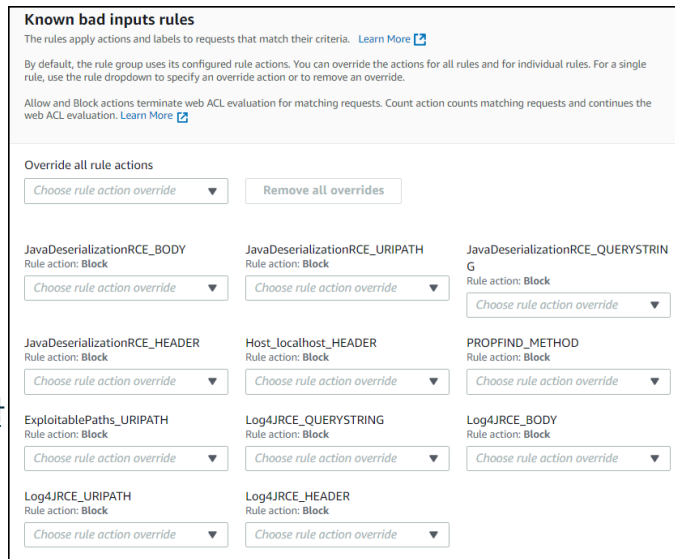 Known bad inputs rules
The rules apply actions and labels to requests that match their criteria. Learn More
By default, the rule group uses its configured rule actions. You can override the actions for all rules and for individual rules. For a single
rule, use the rule dropdown to specify an override action or to remove an override.
Allow and Block actions terminate web ACL evaluation for matching requests. Count action counts matching requests and continues the
web ACL evaluation. Learn More
Override all rule actions
Choose rule action override
Remove all overrides
JavaDeserializationRCE_BODY
Rule action: Block
Choose rule action override
JavaDeserializationRCE_URIPATH
Rule action: Block
Choose rule action override
JavaDeserializationRCE_QUERYSTRIN
G
Rule action: Block
Choose rule action override
JavaDeserializationRCE_HEADER
Rule action: Block
Choose rule action override
Host_localhost_HEADER
Rule action: Block
Choose rule action override
PROPFIND_METHOD
Rule action: Block
Choose rule action override
ExploitablePaths_URIPATH
Rule action: Block
Choose rule action override
Log4JRCE_QUERYSTRING
Rule action: Block
Choose rule action override
Log4JRCE_BODY
Rule action: Block
Choose rule action override
Log4JRCE_URIPATH
Rule action: Block
Choose rule action override
Log4JRCE_HEADER
Rule action: Block
Choose rule action override